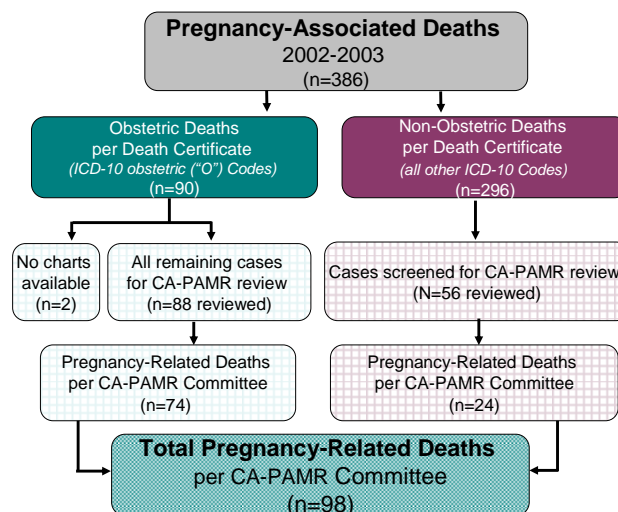 Pregnancy-Associated Deaths
2002-2003
(n=386)
Obstetric Deaths
per Death Certificate
(ICD-10 obstetric (“O”) Codes)
(n=90)
Non-Obstetric Deaths
per Death Certificate
(all other ICD-10 Codes)
n=296)
No charts
available
(n=2)
All remaining cases
for CA-PAMR review
(n=88 reviewed)
Cases screened for CA-PAMR review
(N=56 reviewed)
Pregnancy-Related Deaths
per CA-PAMR Committee
(n=74)
Pregnancy-Related Deaths
per CA-PAMR Committee
(n=24)
Total Pregnancy-Related Deaths
per CA-PAMR Committee
(n=98)